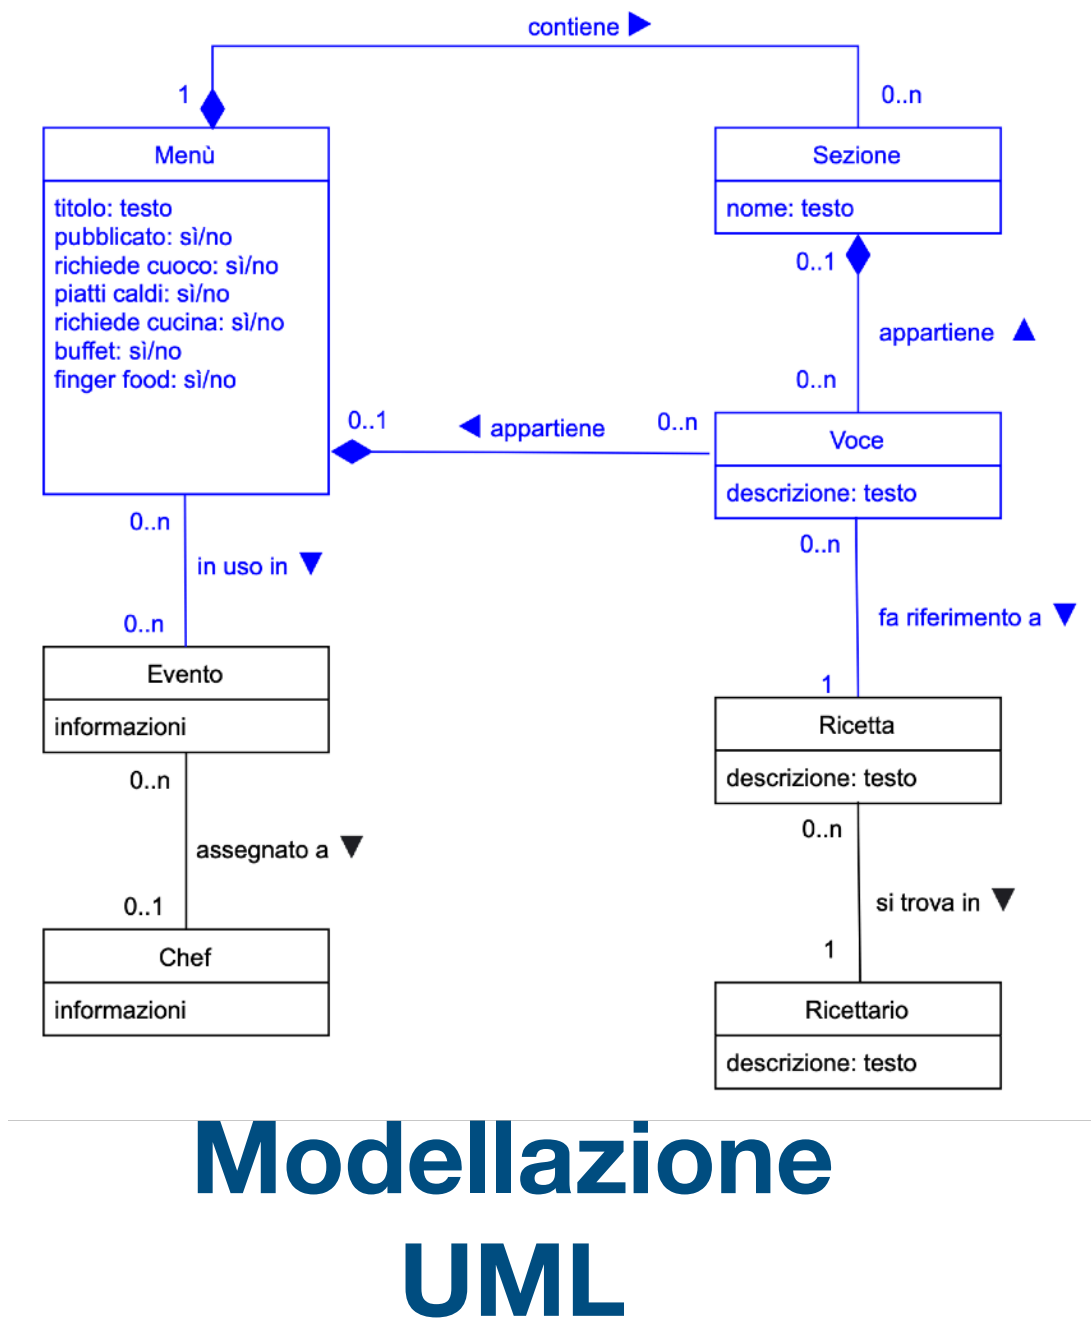 contiene
1
0..n
Menù
titolo: testo
pubblicato: sì/no
richiede cuoco: sì/no
piatti caldi: sì/no
richiede cucina: sì/no
buffet: sì/no
finger food: sì/no
Sezione
nome: testo
0..1
appartiene
0..n
0..1
appartiene
0..n
Voce
descrizione: testo
0..n
in uso in
0..n
0..n
fa riferimento a
1
Evento
informazioni
Ricetta
descrizione: testo
0..n
assegnato a
0..1
0..n
si trova in
1
Chef
informazioni
Ricettario
descrizione: testo
Modellazione
UML